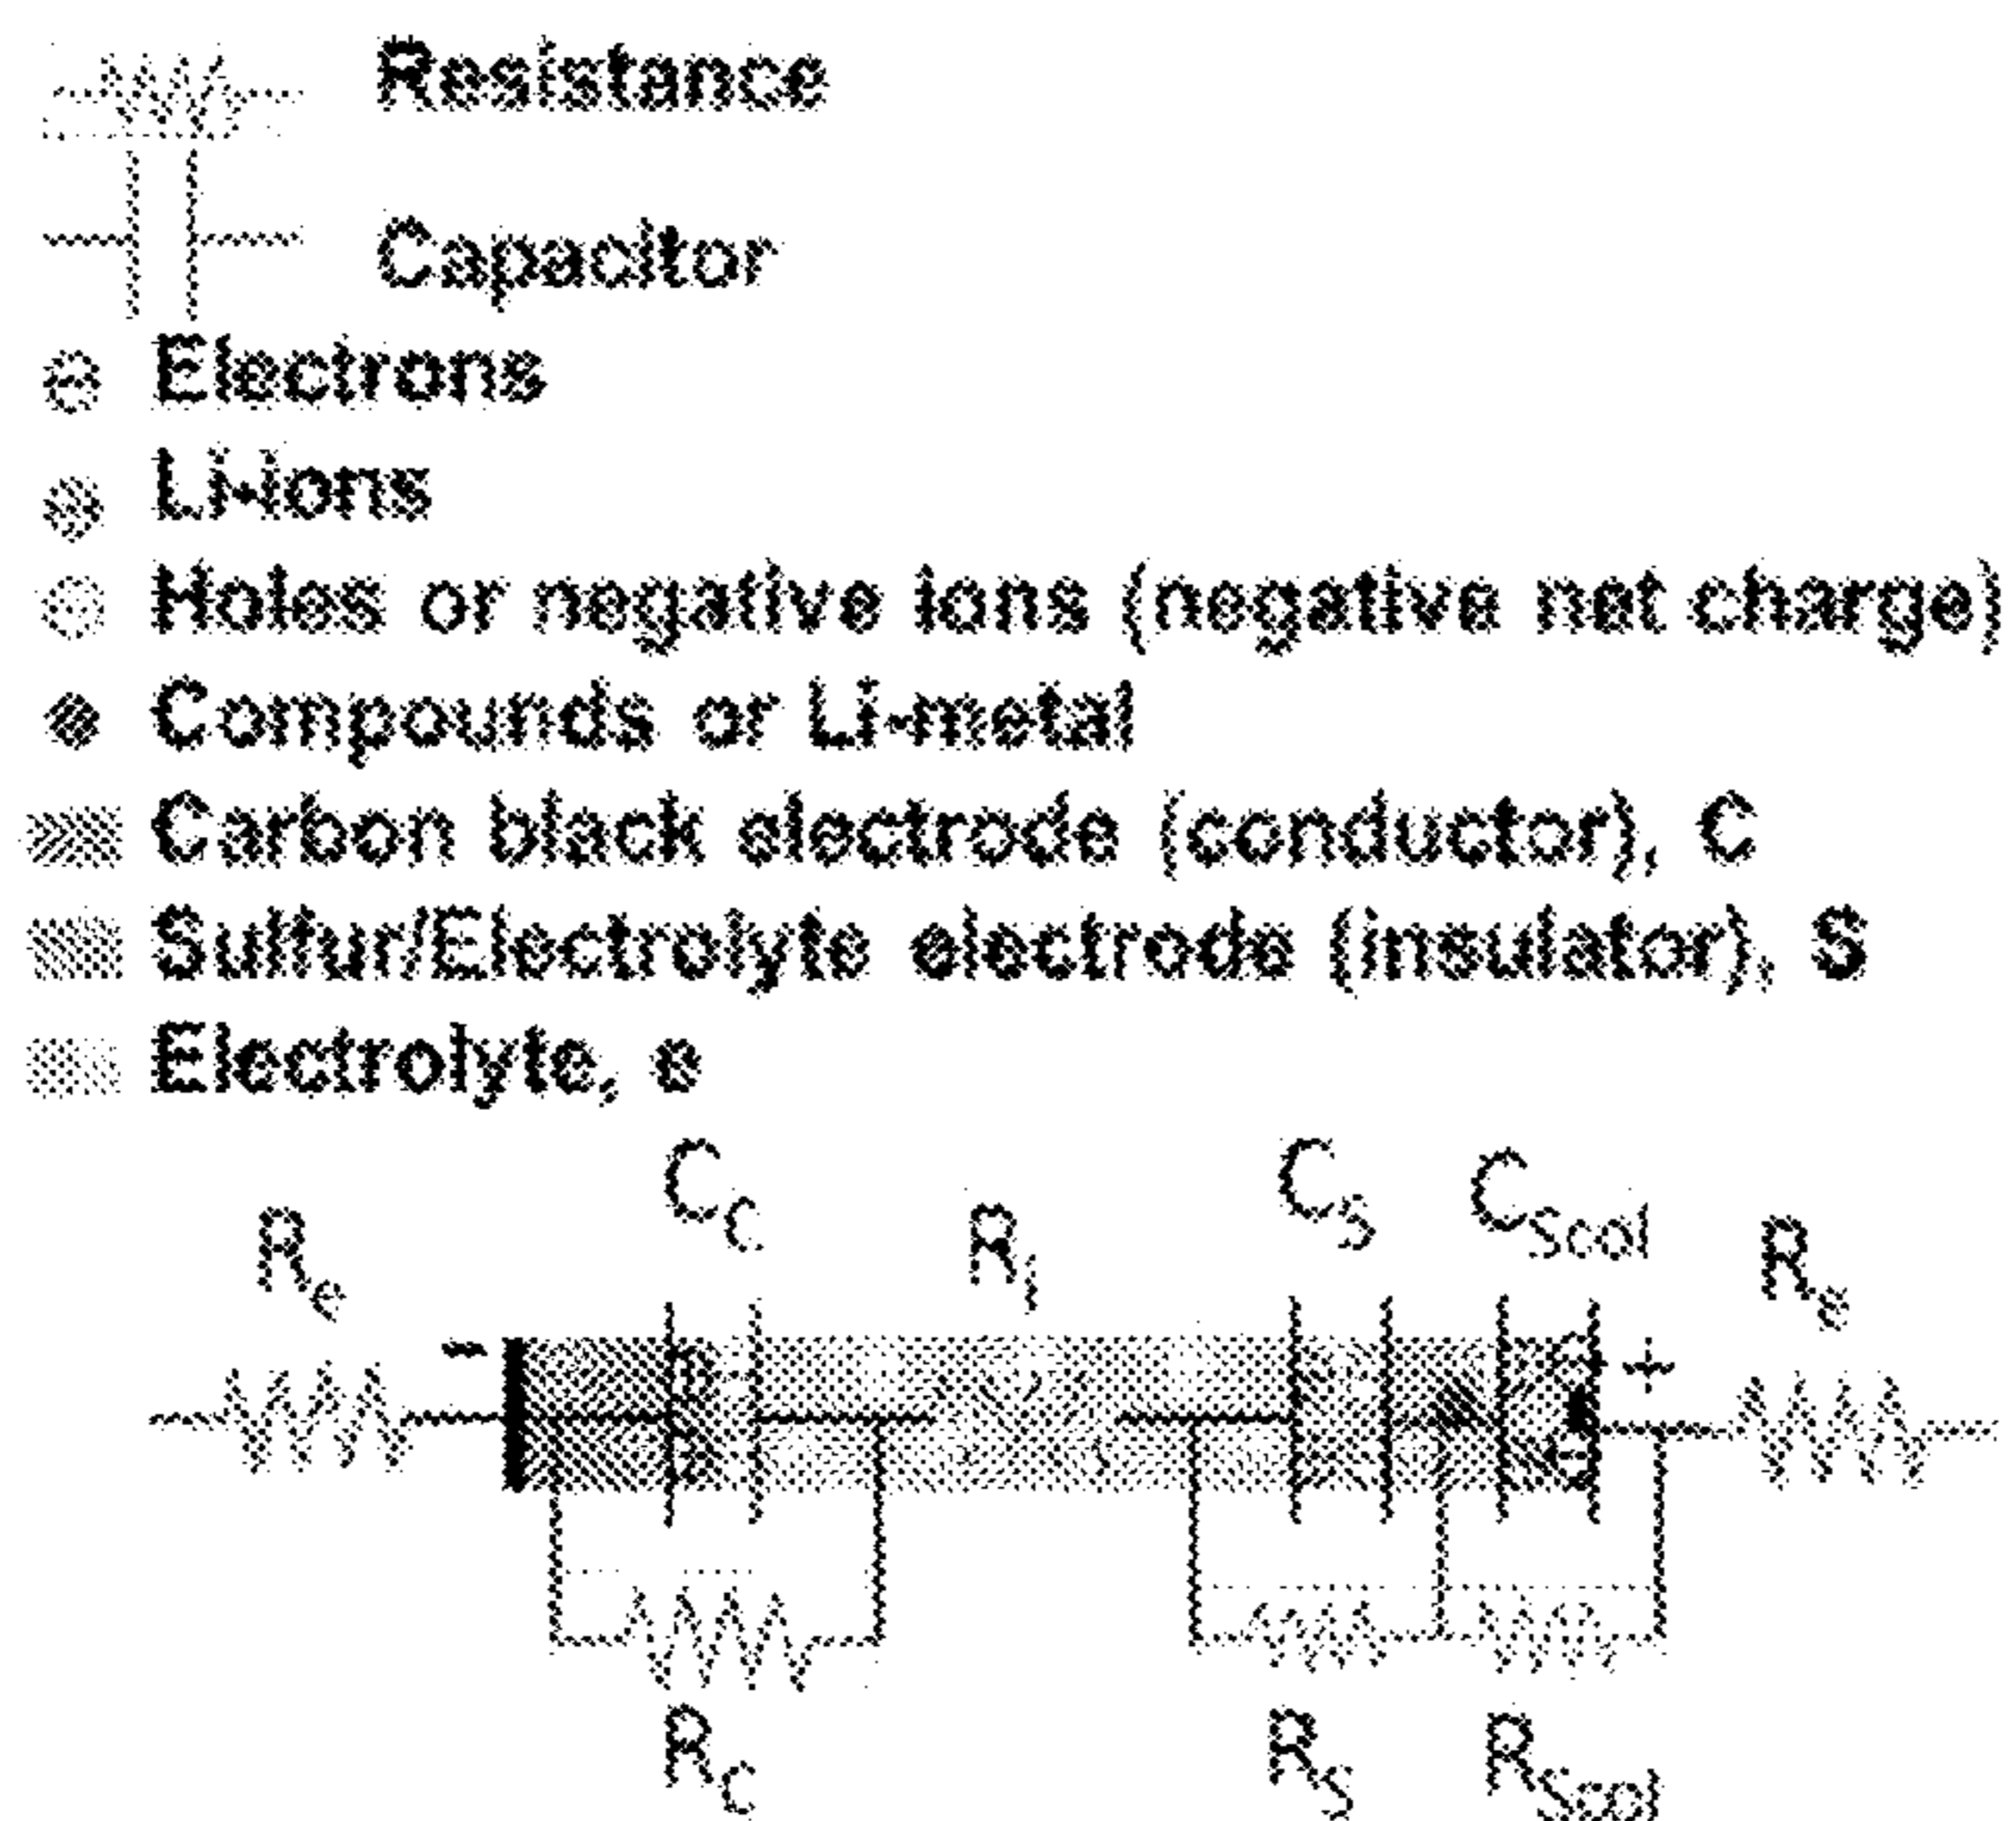 Resistance
Capacitor
Electrons
Li-ions
Holes or negative ions (negative net charge)
Compounds or Li-metal
Carbon black electrode (conductor), C
Sulfur/Electrolyte electrode (insulator), S
Electrolyte, e
C_C C_S C_Scol
R_e R_i R_e
- +
R_C R_S R_Scol